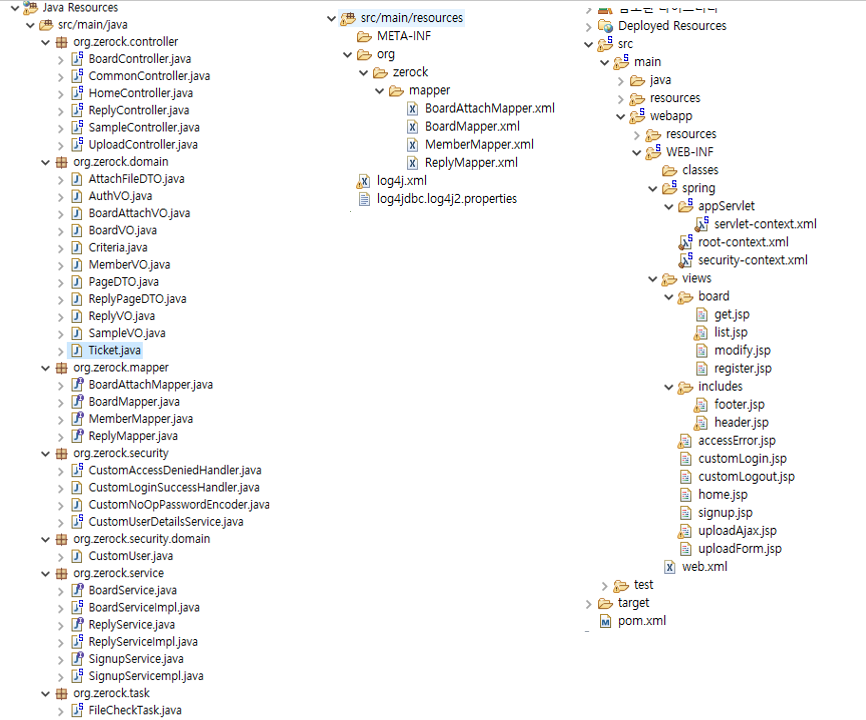 Java Resources
src/main/java
org.zerock.controller
BoardController.java
CommonController.java
HomeController.java
ReplyController.java
SampleController.java
UploadController.java
org.zerock.domain
AttachFileDTO.java
AuthVO.java
BoardAttachVO.java
BoardVO.java
Criteria.java
MemberVO.java
PageDTO.java
ReplyPageDTO.java
ReplyVO.java
SampleVO.java
Ticket.java
org.zerock.mapper
BoardAttachMapper.java
BoardMapper.java
MemberMapper.java
ReplyMapper.java
org.zerock.security
CustomAccessDeniedHandler.java
CustomLoginSuccessHandler.java
CustomNoOpPasswordEncoder.java
CustomUserDetailsService.java
org.zerock.security.domain
CustomUser.java
org.zerock.service
BoardService.java
BoardServiceImpl.java
ReplyService.java
ReplyServiceImpl.java
SignupService.java
SignupServicempl.java
org.zerock.task
FileCheckTask.java
src/main/resources
META-INF
org
zerock
mapper
BoardAttachMapper.xml
BoardMapper.xml
MemberMapper.xml
ReplyMapper.xml
log4j.xml
log4jdbc.log4j2.properties
Deployed Resources
src
main
java
resources
webapp
resources
WEB-INF
classes
spring
appServlet
servlet-context.xml
root-context.xml
security-context.xml
views
board
get.jsp
list.jsp
modify.jsp
register.jsp
includes
footer.jsp
header.jsp
accessError.jsp
customLogin.jsp
customLogout.jsp
home.jsp
signup.jsp
uploadAjax.jsp
uploadForm.jsp
web.xml
test
target
pom.xml